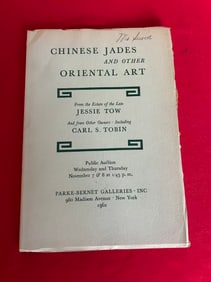 CHINESE JADES
AND OTHER
ORIENTAL ART
From the Estate of the Late
JESSIE TOW
And from Other Owners · Including
CARL S. TOBIN
Public Auction
Wednesday and Thursday
November 7 & 8 at 1:45 p. m.
PARKE-BERNET GALLERIES · INC
980 Madison Avenue · New York
1962